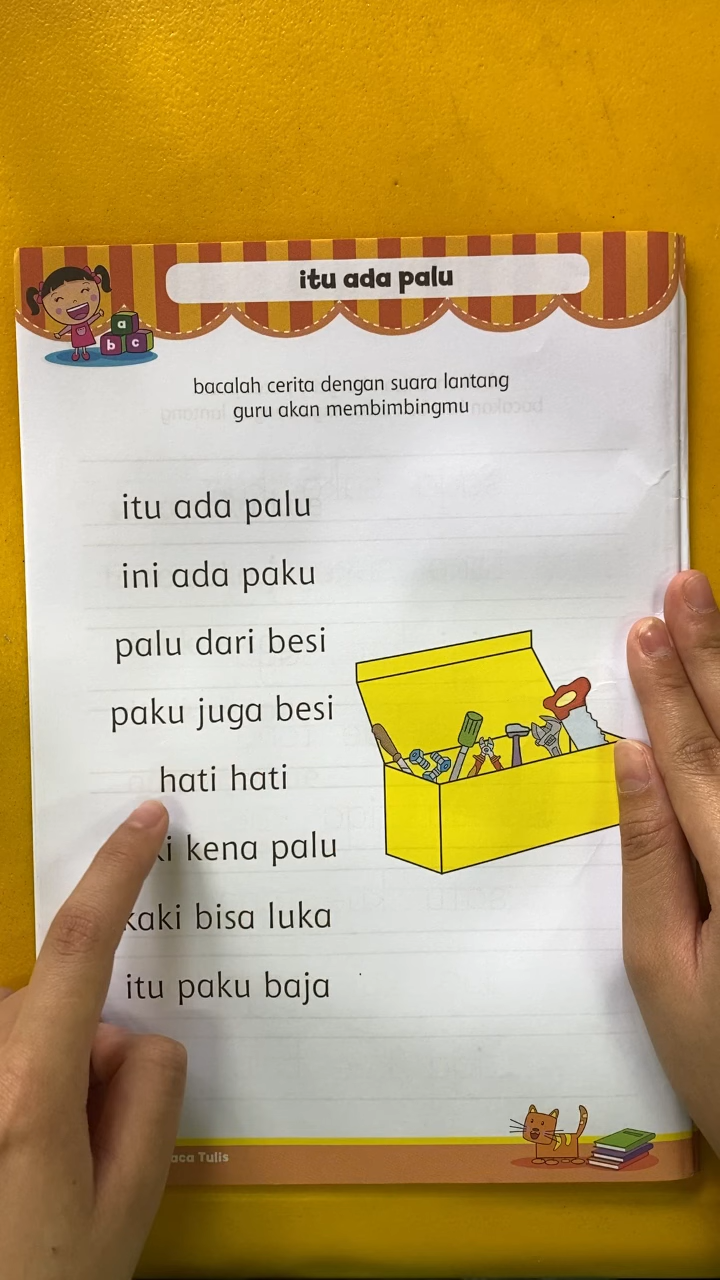 itu ada palu
a
b c
bacalah cerita dengan suara lantang
guru akan membimbingmu
itu ada palu
ini ada paku
palu dari besi
paku juga besi
hati hati
kena palu
kaki bisa luka
itu paku baja
Tulis